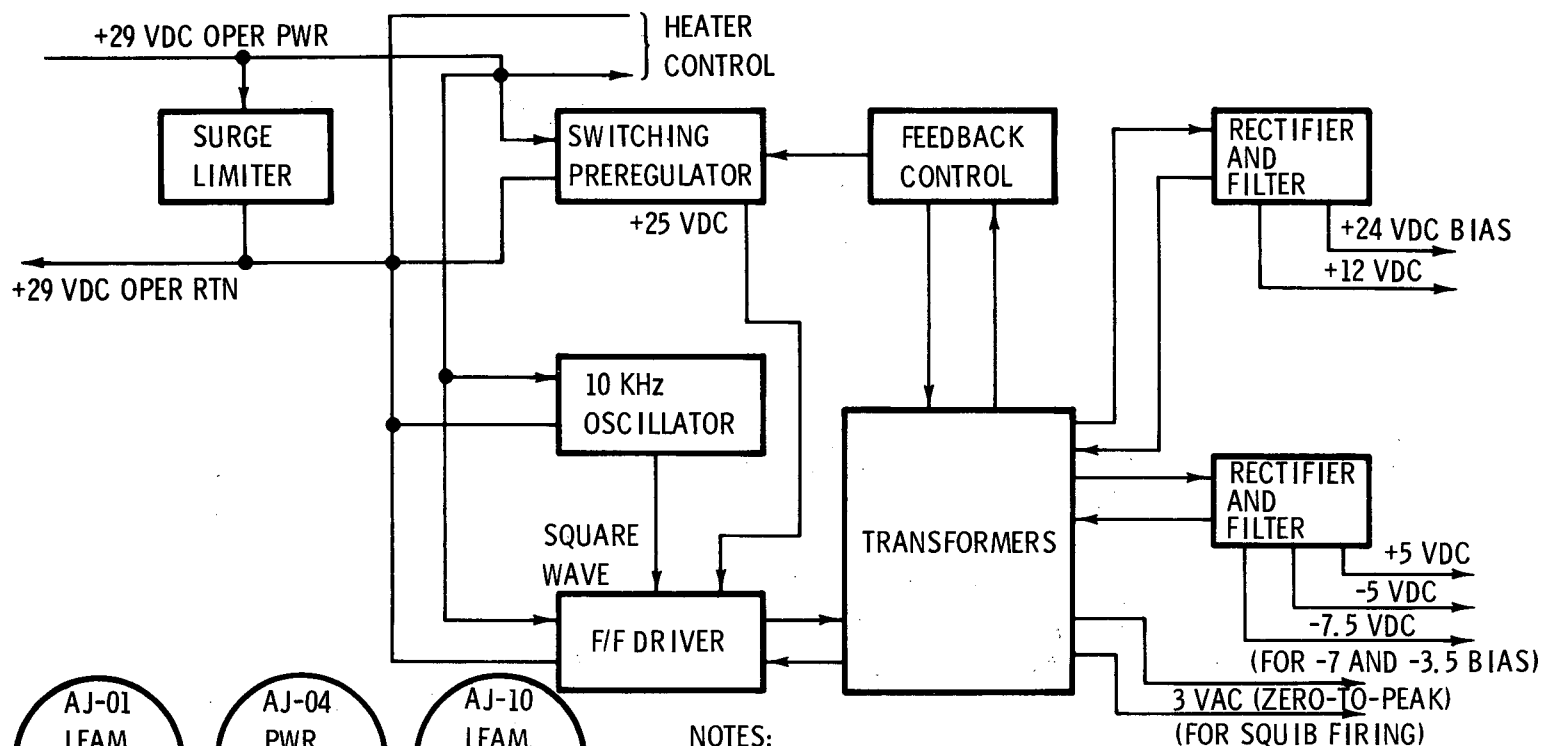 +29 VDC OPER PWR
HEATER
CONTROL
SURGE
LIMITER
SWITCHING
PREREGULATOR
FEEDBACK
CONTROL
RECTIFIER
AND
FILTER
+25 VDC
+24 VDC BIAS
+12 VDC
+29 VDC OPER RTN
10 KHz
OSCILLATOR
SQUARE
WAVE
F/F DRIVER
TRANSFORMERS
RECTIFIER
AND
FILTER
+5 VDC
-5 VDC
-7.5 VDC
(FOR -7 AND -3.5 BIAS)
3 VAC (ZERO-TO-PEAK)
(FOR SQUIB FIRING)
AJ-01
LEAM
AJ-04
PWR
AJ-10
LEAM
NOTES: